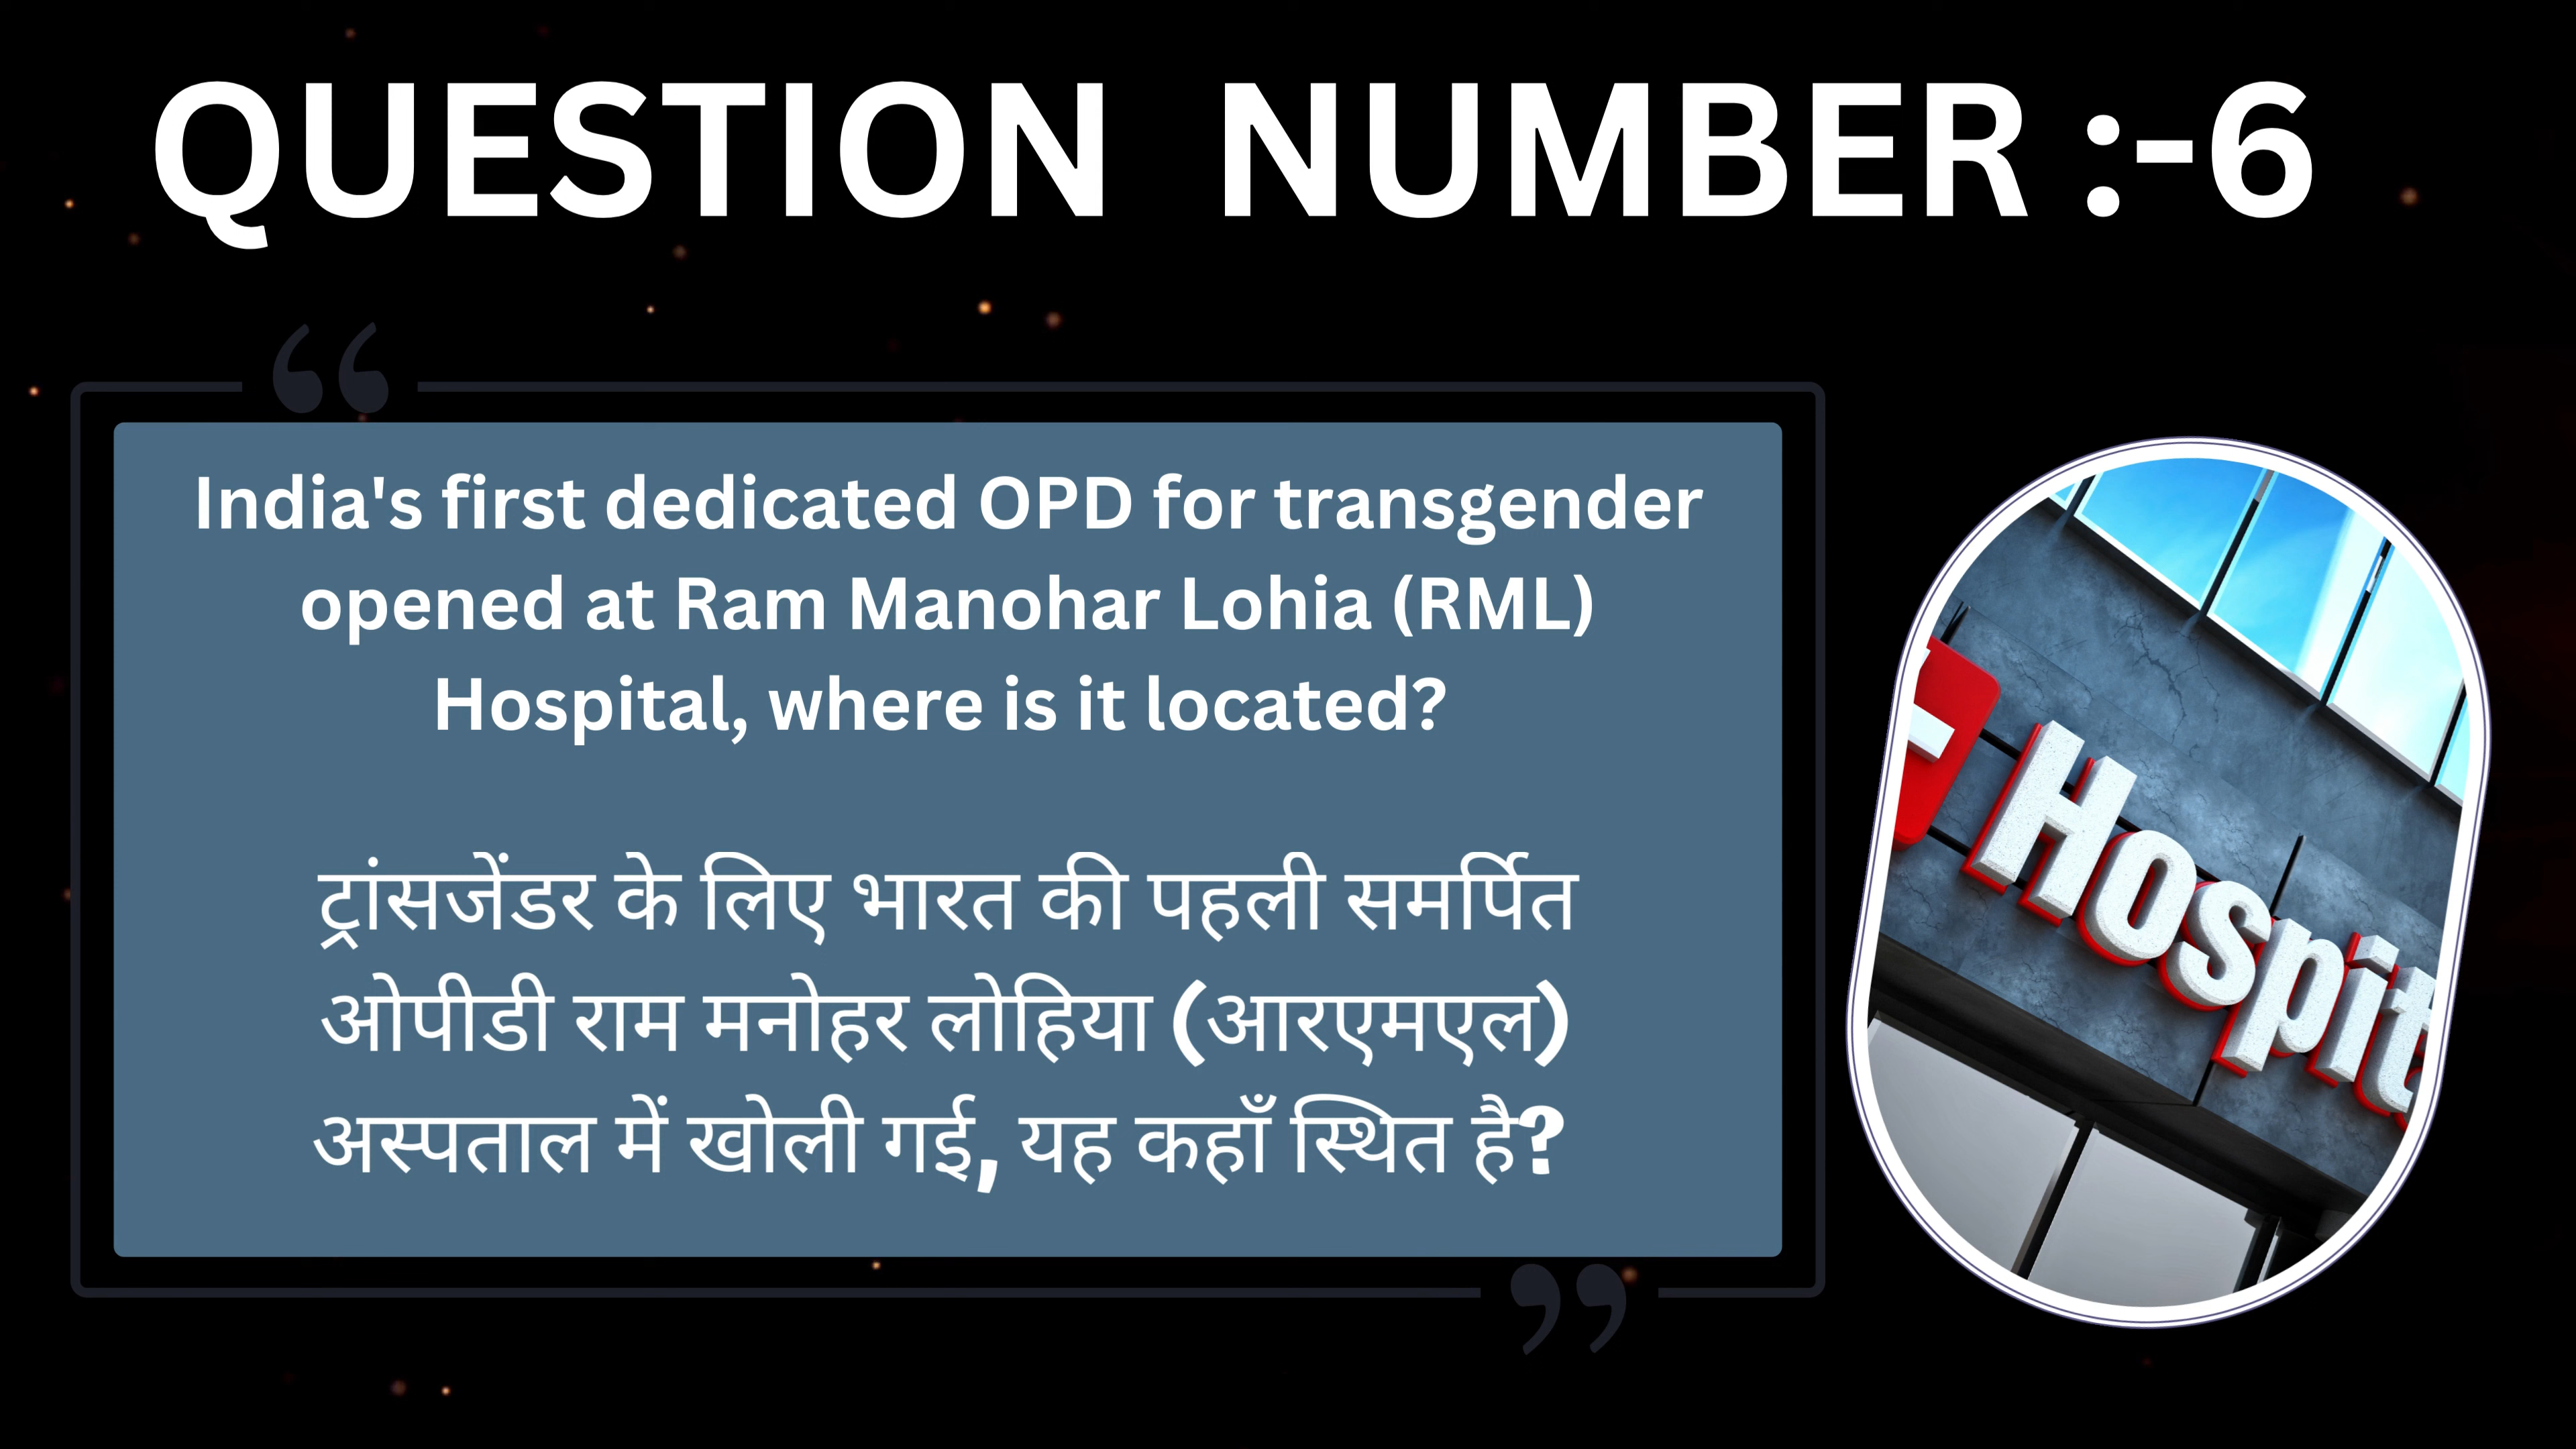 QUESTION NUMBER :-6
India's first dedicated OPD for transgender
opened at Ram Manohar Lohia (RML)
Hospital, where is it located?
ट्रांसजेंडर के लिए भारत की पहली समर्पित
ओपीडी राम मनोहर लोहिया (आरएमएल)
अस्पताल में खोली गई, यह कहाँ स्थित है?
Hospit